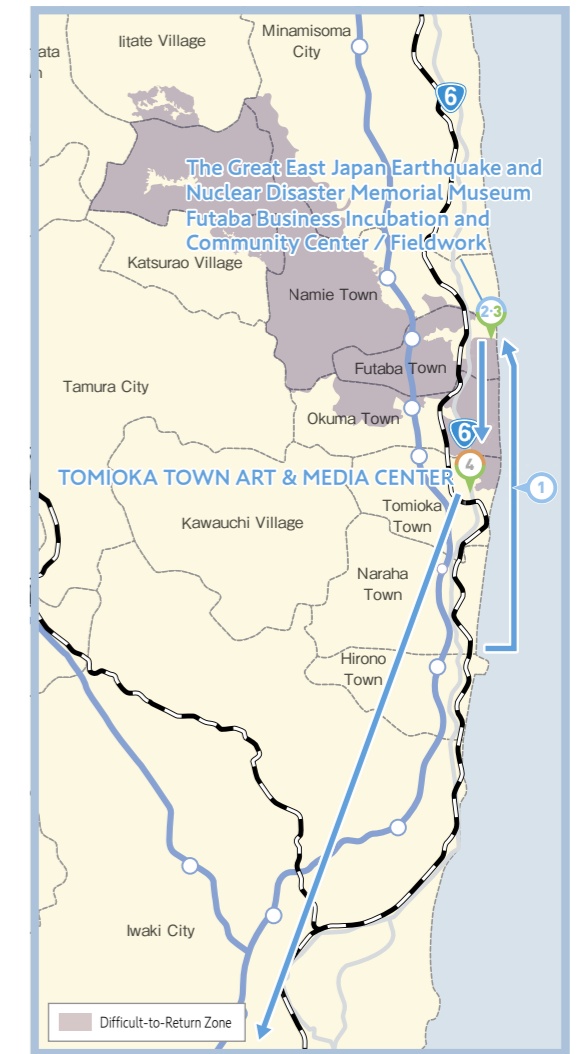 Iitate Village
Minamisoma
City
ata
6
The Great East Japan Earthquake and
Nuclear Disaster Memorial Museum
Futaba Business Incubation and
Community Center / Fieldwork
Katsurao Village
Namie Town
2·3
Futaba Town
Tamura City
Okuma Town
6
4
TOMIOKA TOWN ART & MEDIA CENTER
1
Tomioka
Town
Kawauchi Village
Naraha
Town
Hirono
Town
Iwaki City
Difficult-to-Return Zone